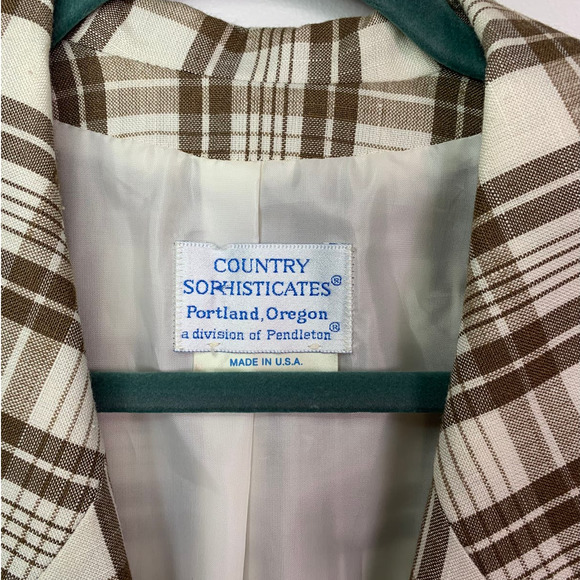 COUNTRY
SOPHISTICATES®
Portland, Oregon
a division of Pendleton®
MADE IN U.S.A.